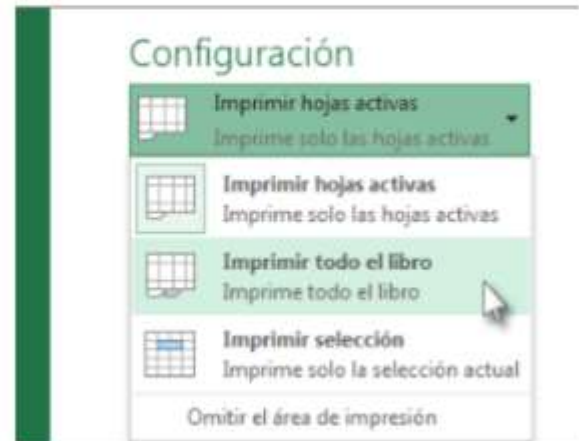 Configuración
Imprimir hojas activas
Imprime solo las hojas activas
Imprimir hojas activas
Imprime solo las hojas activas
Imprimir todo el libro
Imprime todo el libro
Imprimir selección
Imprime solo la selección actual
Omitir el área de impresión